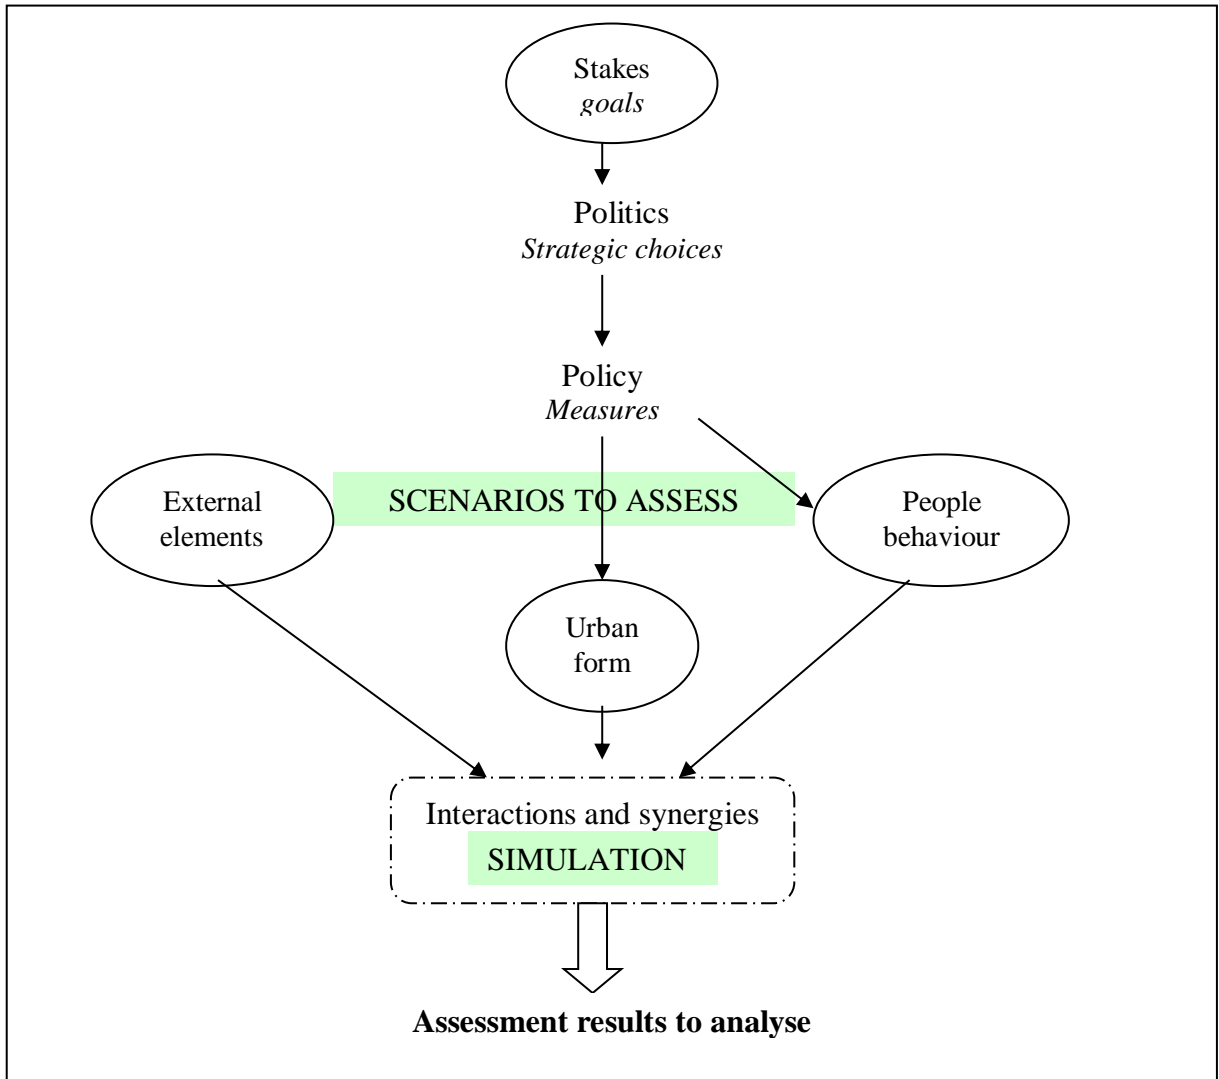 Stakes
goals
Politics
Strategic choices
Policy
Measures
External
elements
SCENARIOS TO ASSESS
People
behaviour
Urban
form
Interactions and synergies
SIMULATION
Assessment results to analyse